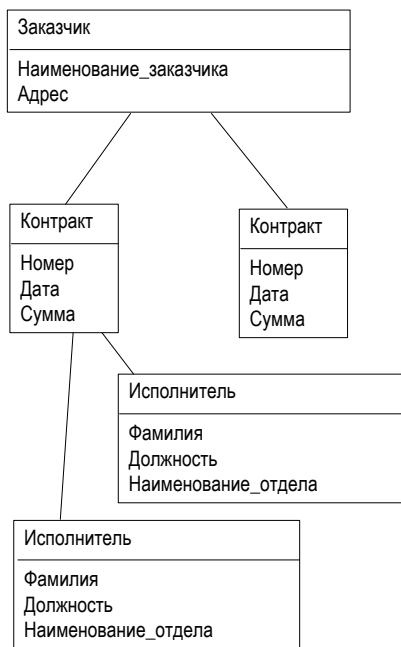 Заказчик
Наименование_заказчика
Адрес
Контракт
Номер
Дата
Сумма
Контракт
Номер
Дата
Сумма
Исполнитель
Фамилия
Должность
Наименование_отдела
Исполнитель
Фамилия
Должность
Наименование_отдела